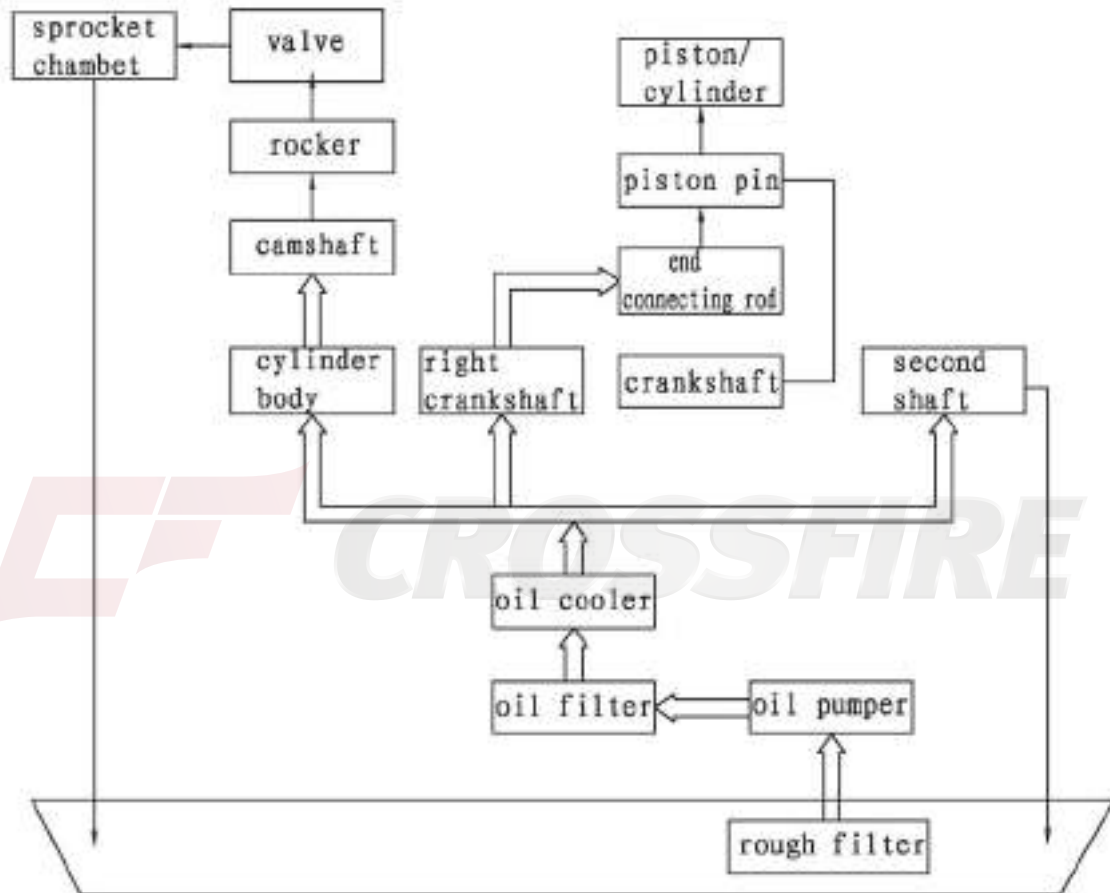 sprocket
chambet
valve
piston/
cylinder
rocker
piston pin
camshaft
end
connecting rod
cylinder
body
right
crankshaft
crankshaft
second
shaft
CF CROSSFIRE
oil cooler
oil filter
oil pumper
rough filter